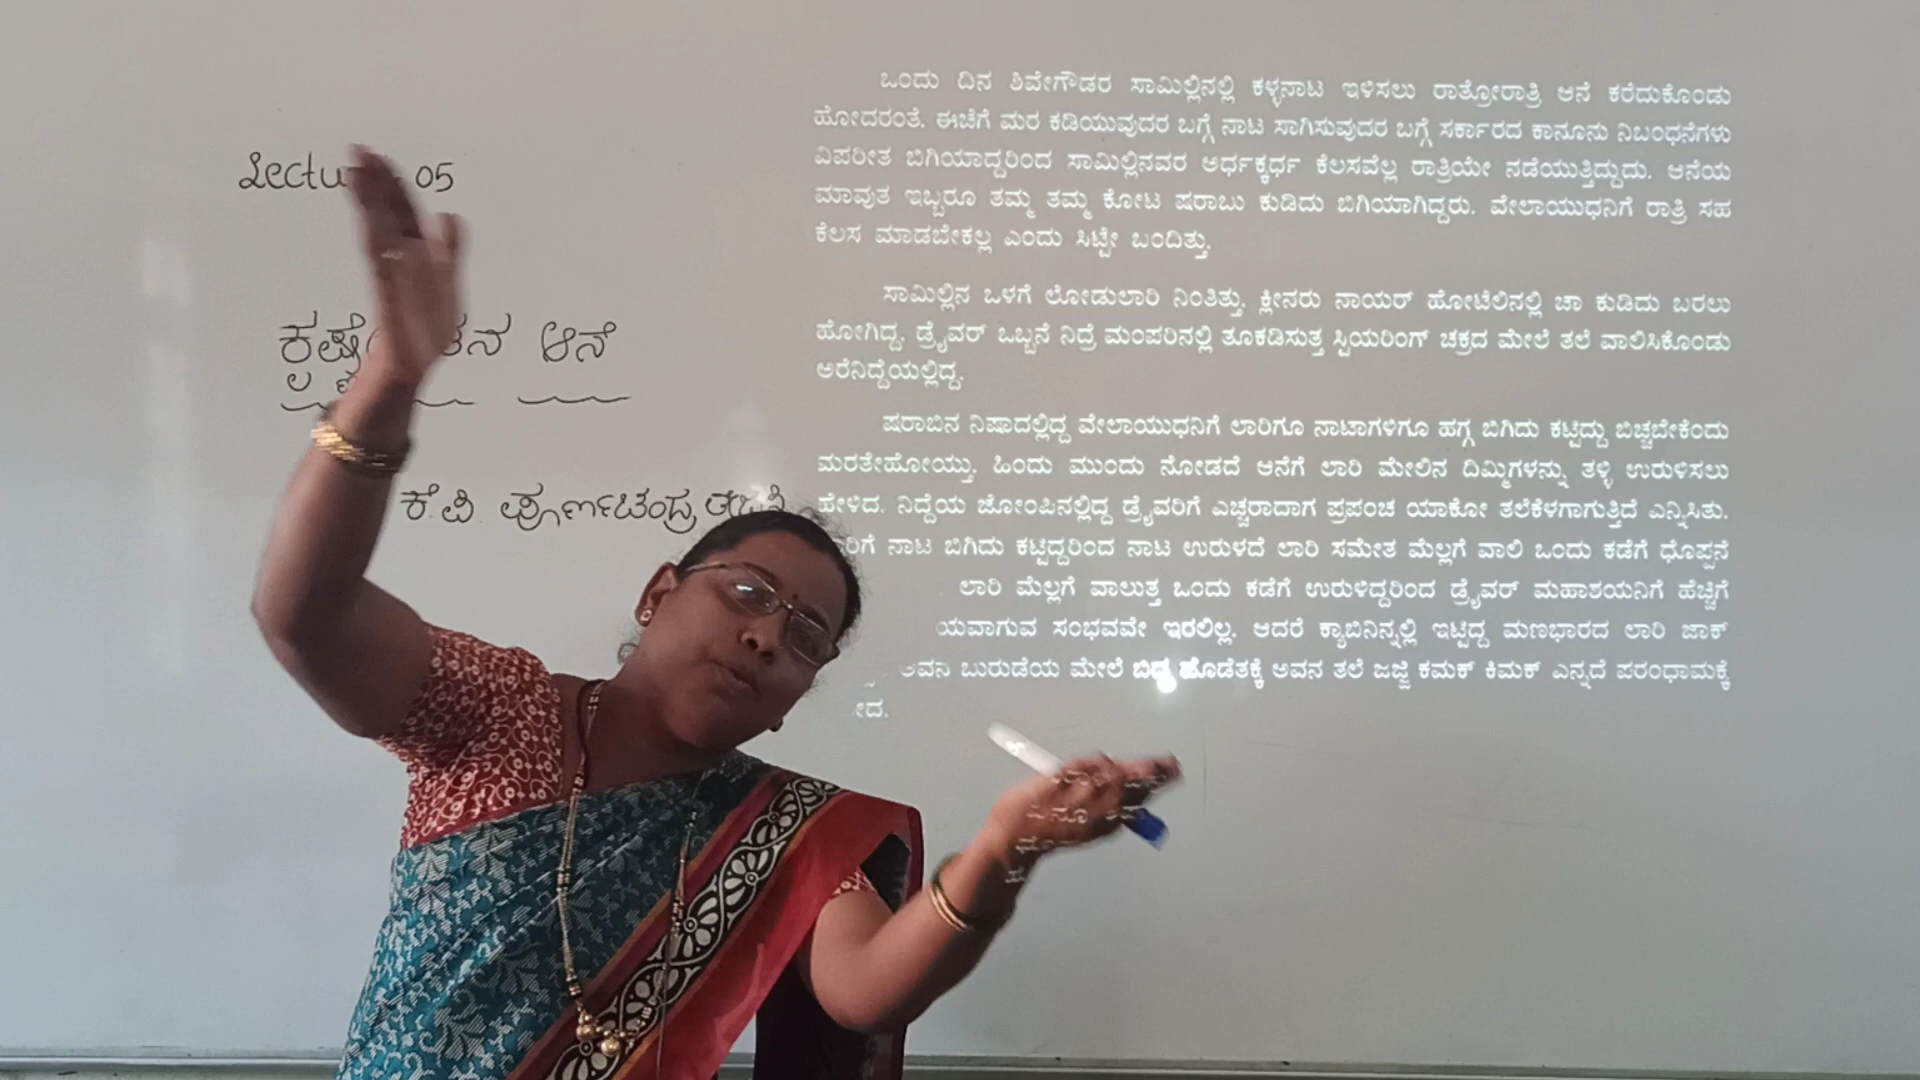 05
ಆನೆ
ಕೆ.ಪಿ. ಪೂರ್ಣಚಂದ್ರ
ಒಂದು ದಿನ ಶಿವೇಗೌಡರ ಸಾಮಿಲ್ಲಿನಲ್ಲಿ ಕಳ್ಳನಾಟ ಇಳಿಸಲು ರಾತ್ರೋರಾತ್ರಿ ಆನೆ ಕರೆದುಕೊಂಡು
ಹೋದರಂತೆ. ಈಚೆಗೆ ಮರ ಕಡಿಯುವುದರ ಬಗ್ಗೆ ನಾಟ ಸಾಗಿಸುವುದರ ಬಗ್ಗೆ ಸರ್ಕಾರದ ಕಾನೂನು ನಿಬಂಧನೆಗಳು
ವಿಪರೀತ ಬಿಗಿಯಾದ್ದರಿಂದ ಸಾಮಿಲ್ಲಿನವರ ಅರ್ಧಕ್ಕರ್ಧ ಕೆಲಸವೆಲ್ಲ ರಾತ್ರಿಯೇ ನಡೆಯುತ್ತಿದ್ದುದು. ಆನೆಯ
ಮಾವುತ ಇಬ್ಬರೂ ತಮ್ಮ ತಮ್ಮ ಕೋಟ ಷರಾಬು ಕುಡಿದು ಬಿಗಿಯಾಗಿದ್ದರು. ವೇಲಾಯುಧನಿಗೆ ರಾತ್ರಿ ಸಹ
ಕೆಲಸ ಮಾಡಬೇಕಲ್ಲ ಎಂದು ಸಿಟ್ಟೇ ಬಂದಿತ್ತು.
ಸಾಮಿಲ್ಲಿನ ಒಳಗೆ ಲೋಡುಲಾರಿ ನಿಂತಿತ್ತು. ಕ್ಲೀನರು ನಾಯರ್ ಹೋಟೆಲಿನಲ್ಲಿ ಚಾ ಕುಡಿದು ಬರಲು
ಹೋಗಿದ್ದ. ಡ್ರೈವರ್ ಒಬ್ಬನೆ ನಿದ್ರೆ ಮಂಪರಿನಲ್ಲಿ ತೂಕಡಿಸುತ್ತ ಸ್ಟಿಯರಿಂಗ್ ಚಕ್ರದ ಮೇಲೆ ತಲೆ ವಾಲಿಸಿಕೊಂಡು
ಅರೆನಿದ್ದೆಯಲ್ಲಿದ್ದ.
ಷರಾಬಿನ ನಿಷಾದಲ್ಲಿದ್ದ ವೇಲಾಯುಧನಿಗೆ ಲಾರಿಗೂ ನಾಟಾಗಳಿಗೂ ಹಗ್ಗ ಬಿಗಿದು ಕಟ್ಟಿದ್ದು ಬಿಚ್ಚಬೇಕೆಂದು
ಮರತೇಹೋಯ್ತು. ಹಿಂದು ಮುಂದು ನೋಡದೆ ಆನೆಗೆ ಲಾರಿ ಮೇಲಿನ ದಿಮ್ಮಿಗಳನ್ನು ತಳ್ಳಿ ಉರುಳಿಸಲು
ಹೇಳಿದ. ನಿದ್ದೆಯ ಜೋಂಪಿನಲ್ಲಿದ್ದ ಡ್ರೈವರಿಗೆ ಎಚ್ಚರಾದಾಗ ಪ್ರಪಂಚ ಯಾಕೋ ತಲೆಕೆಳಗಾಗುತ್ತಿದೆ ಎನ್ನಿಸಿತು.
ನಾಟ ಬಿಗಿದು ಕಟ್ಟಿದ್ದರಿಂದ ನಾಟ ಉರುಳದೆ ಲಾರಿ ಸಮೇತ ಮೆಲ್ಲಗೆ ವಾಲಿ ಒಂದು ಕಡೆಗೆ ಧೊಪ್ಪನೆ
ಲಾರಿ ಮೆಲ್ಲಗೆ ವಾಲುತ್ತ ಒಂದು ಕಡೆಗೆ ಉರುಳಿದ್ದರಿಂದ ಡ್ರೈವರ್ ಮಹಾಶಯನಿಗೆ ಹೆಚ್ಚಿಗೆ
ಯವಾಗುವ ಸಂಭವವೇ ಇರಲಿಲ್ಲ. ಆದರೆ ಕ್ಯಾಬಿನಿನ್ನಲ್ಲಿ ಇಟ್ಟಿದ್ದ ಮಣಭಾರದ ಲಾರಿ ಜಾಕ್
ಅವನ ಬುರುಡೆಯ ಮೇಲೆ ಬಿದ್ದ ಹೊಡೆತಕ್ಕೆ ಅವನ ತಲೆ ಜಜ್ಜಿ ಕಮಕ್ ಕಿಮಕ್ ಎನ್ನದೆ ಪರಂಧಾಮಕ್ಕೆ